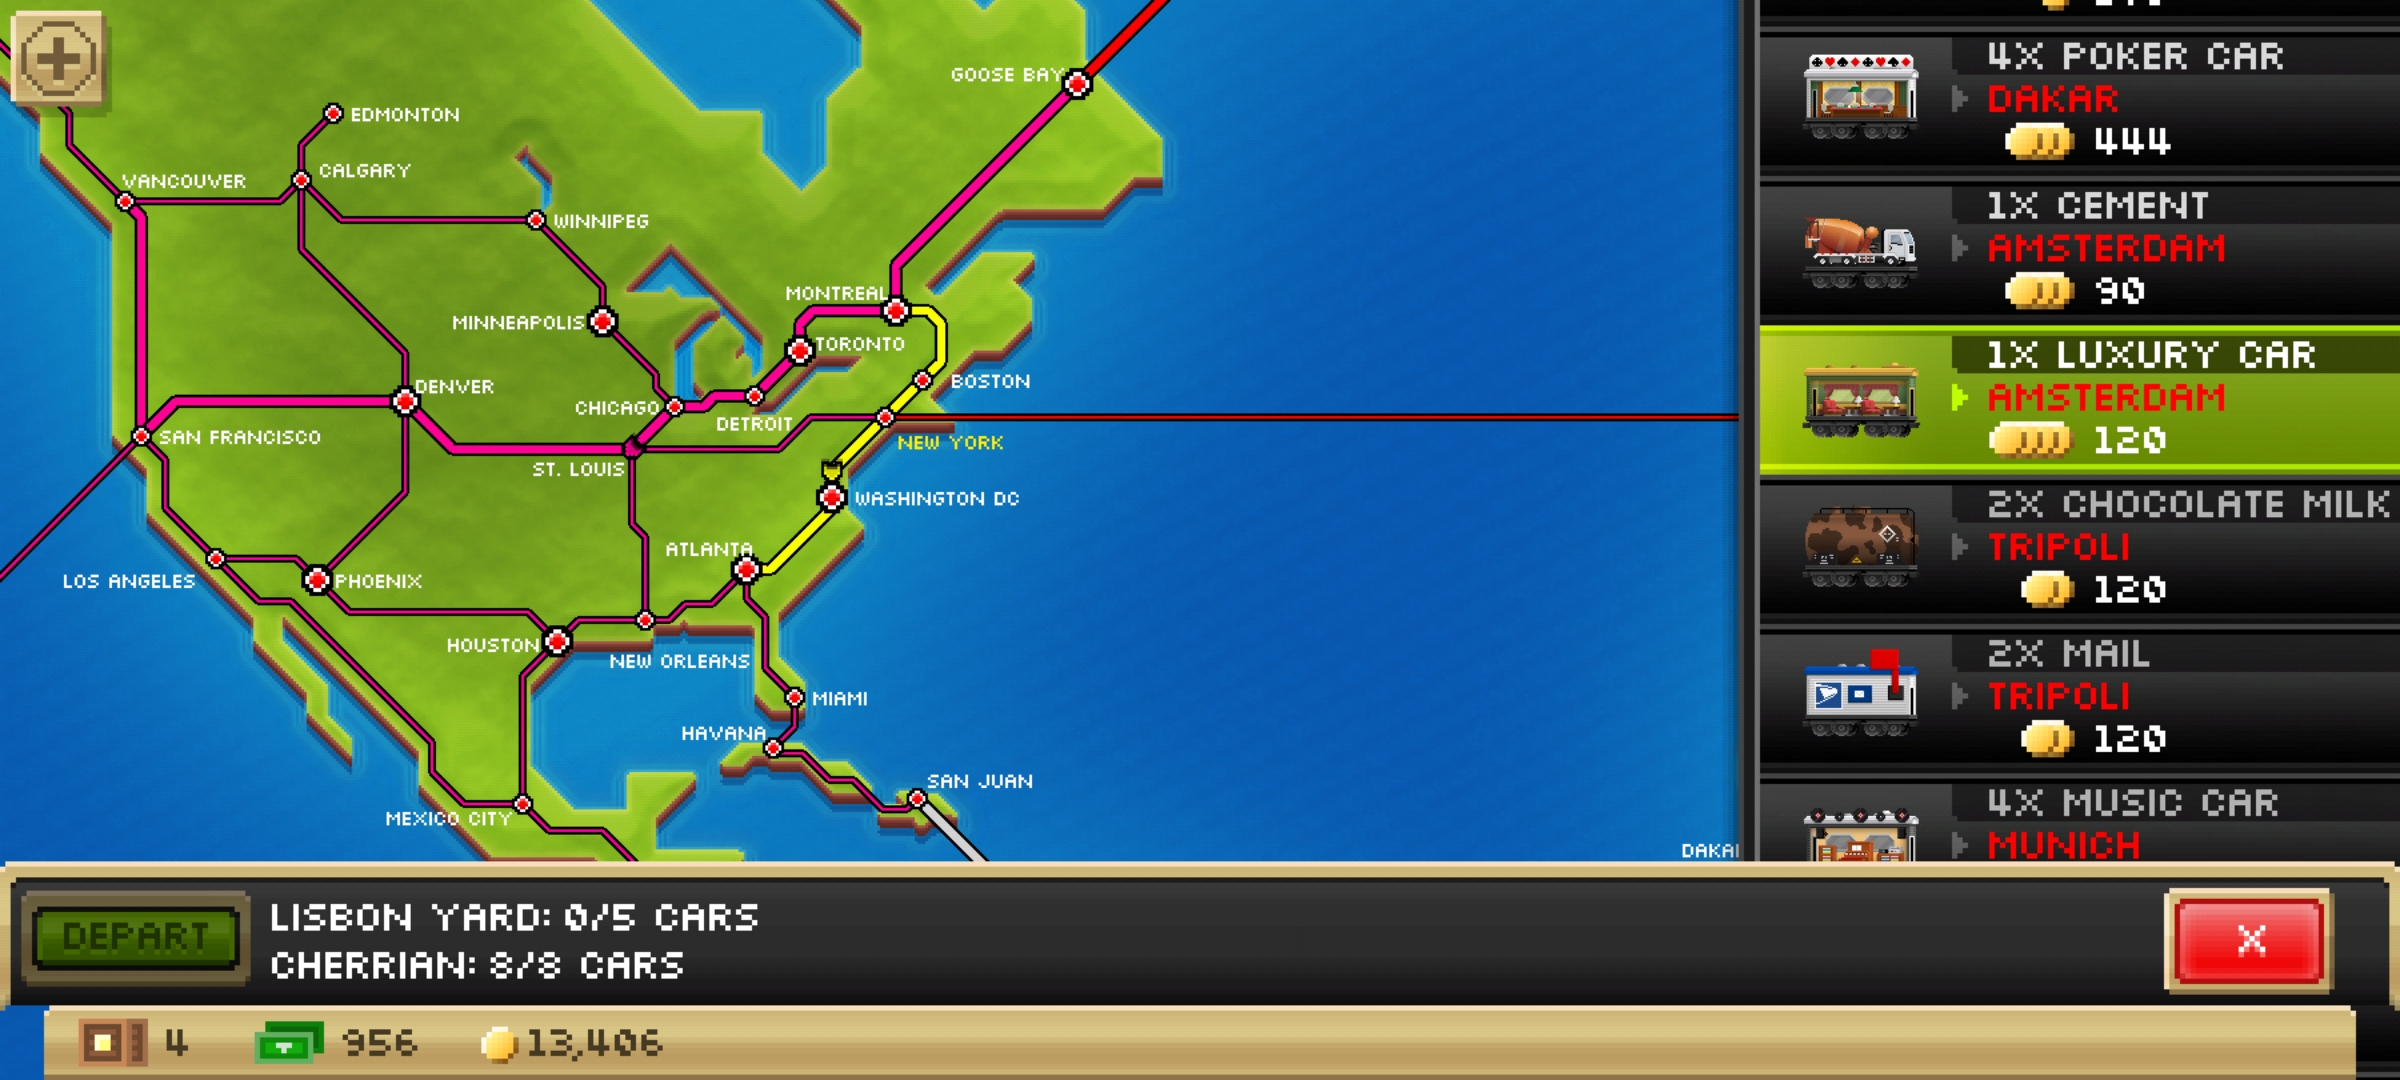 GOOSE BAY
EDMONTON
CALGARY
VANCOUVER
WINNIPEG
MONTREAL
MINNEAPOLIS
TORONTO
DENVER
BOSTON
CHICAGO
DETROIT
SAN FRANCISCO
NEW YORK
ST. LOUIS
WASHINGTON DC
ATLANTA
LOS ANGELES
PHOENIX
HOUSTON
NEW ORLEANS
MIAMI
HAVANA
SAN JUAN
MEXICO CITY
DAKA
4X POKER CAR
DAKAR
444
1X CEMENT
AMSTERDAM
90
1X LUXURY CAR
AMSTERDAM
120
2X CHOCOLATE MILK
TRIPOLI
120
2X MAIL
TRIPOLI
120
4X MUSIC CAR
MUNICH
DEPART
LISBON YARD: 0/5 CARS
CHERRIAN: 8/8 CARS
X
4
956
13,406